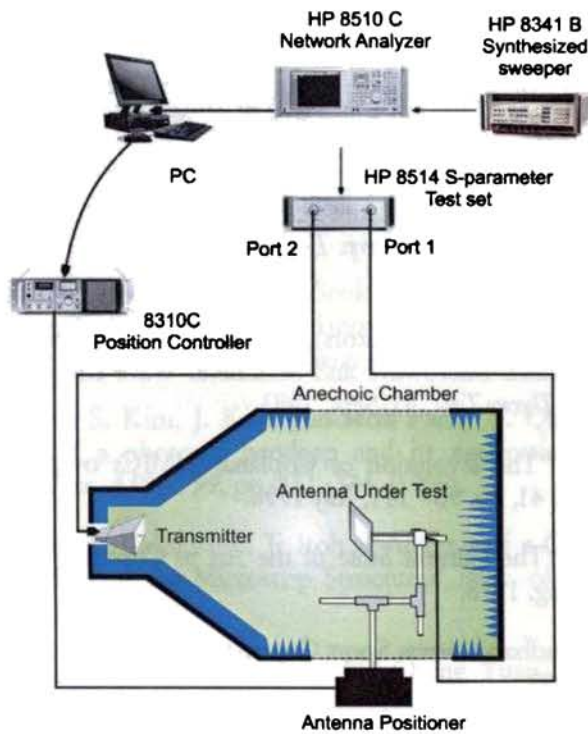 HP 8510 C
Network Analyzer
HP 8341 B
Synthesized
sweeper
PC
HP 8514 S-parameter
Test set
Port 2
Port 1
8310C
Position Controller
Anechoic Chamber
Antenna Under Test
Transmitter
Antenna Positioner